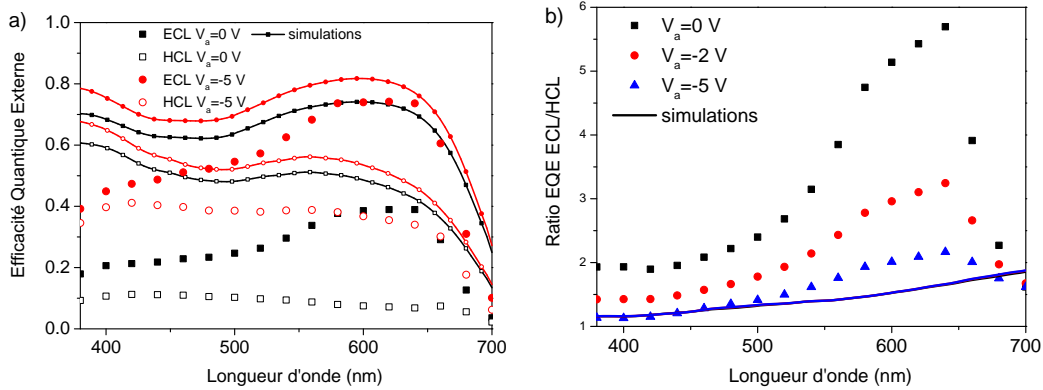 a)
1.0
0.8
0.6
0.4
0.2
0.0
400 500 600 700
Longueur d'onde (nm)
Efficacité Quantique Externe
ECL Va=0 V
HCL Va=0 V
ECL Va=-5 V
HCL Va=-5 V
simulations
b)
6
5
4
3
2
1
400 500 600 700
Longueur d'onde (nm)
Ratio EQE ECL/HCL
Va=0 V
Va=-2 V
Va=-5 V
simulations